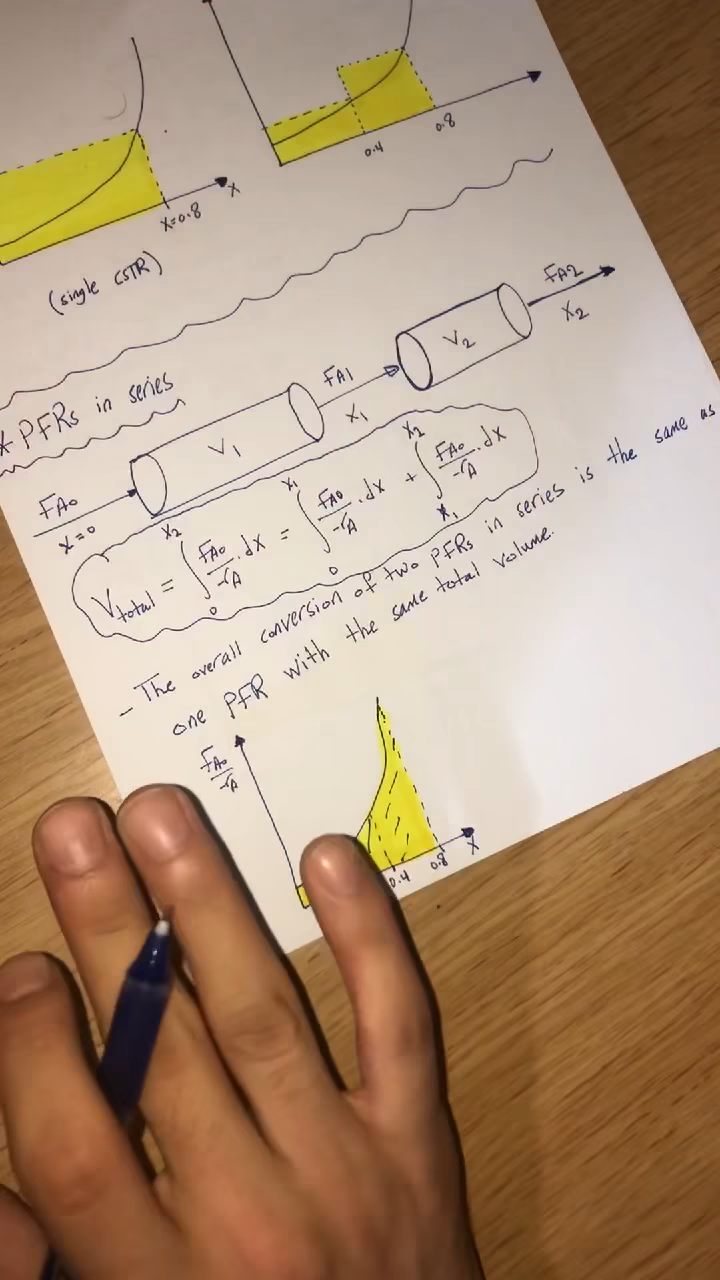 0.4
0.8
X
X=0.8
(single CSTR)
* PFRs in series
FA0
X=0
V1
FA1
X1
V2
FA2
X2
Vtotal = ∫₀^X2 FA0/-rA .dX = ∫₀^X1 FA0/-rA .dX + ∫_X1^X2 FA0/-rA .dX
- The overall conversion of two PFRs in series is the same as
one PFR with the same total volume.
FA0/-rA
0.4
0.8
X